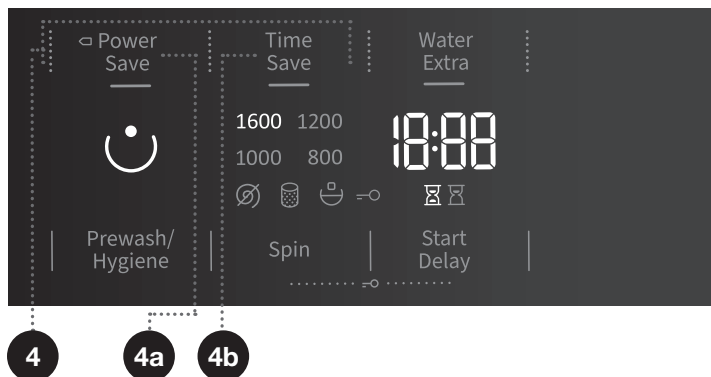 Power Time Water
Save Save Extra
1600 1200
1000 800
18:88
Prewash/ Spin Start
Hygiene Delay
4 4a 4b